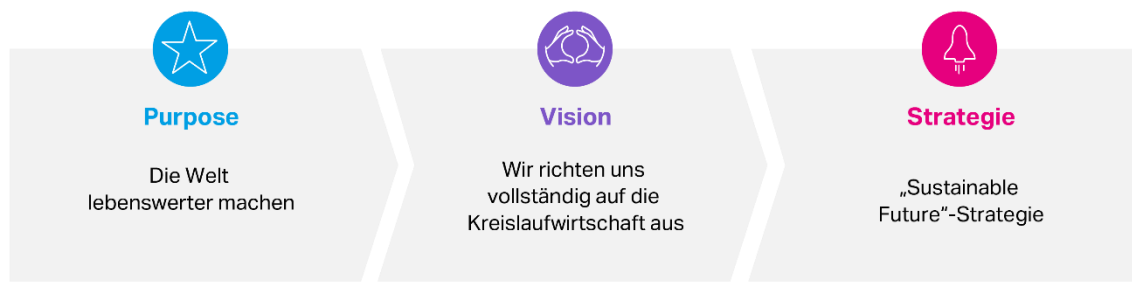 Purpose
Die Welt
lebenswerter machen
Vision
Wir richten uns
vollständig auf die
Kreislaufwirtschaft aus
Strategie
„Sustainable
Future“-Strategie